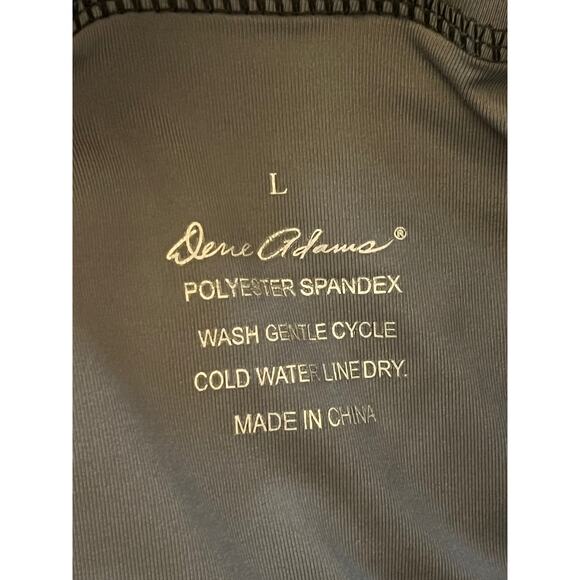 L
Dene Adams®
POLYESTER SPANDEX
WASH GENTLE CYCLE
COLD WATER LINE DRY.
MADE IN CHINA